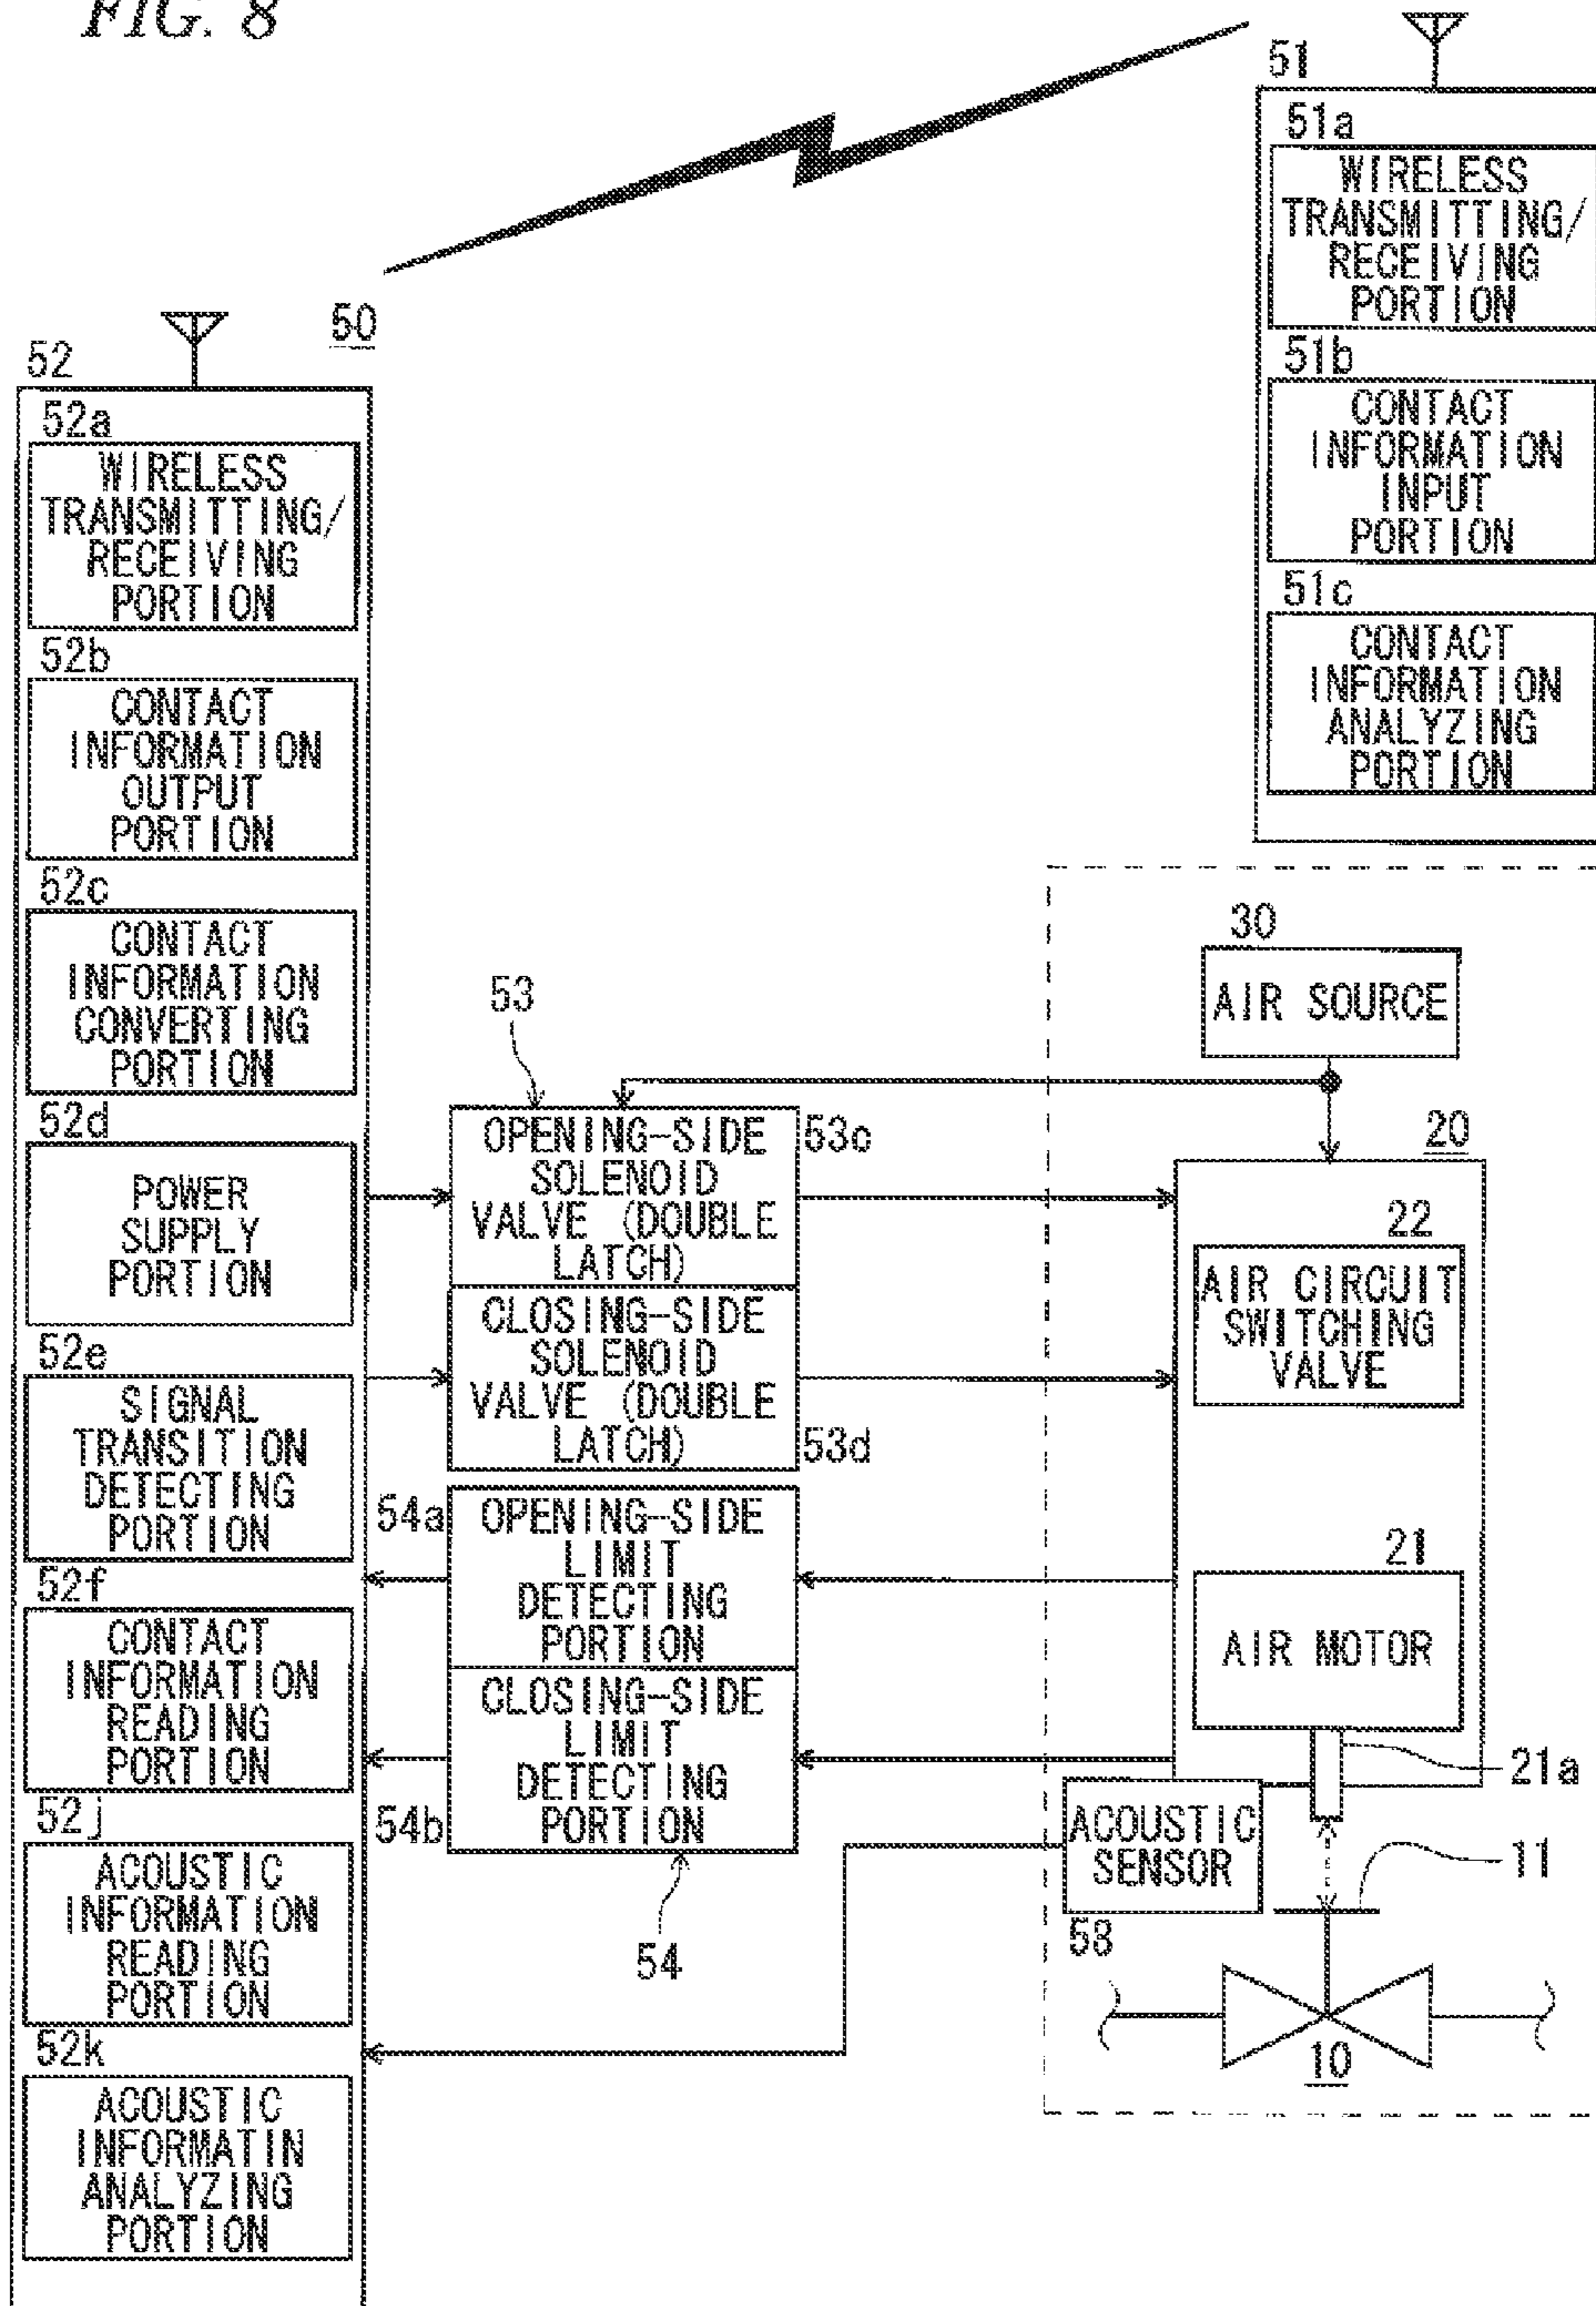 FIG. 8
51
51a
WIRELESS
TRANSMITTING/
RECEIVING
PORTION
51b
CONTACT
INFORMATION
INPUT
PORTION
51c
CONTACT
INFORMATION
ANALYZING
PORTION
50
52
52a
WIRELESS
TRANSMITTING/
RECEIVING
PORTION
52b
CONTACT
INFORMATION
OUTPUT
PORTION
52c
CONTACT
INFORMATION
CONVERTING
PORTION
52d
POWER
SUPPLY
PORTION
52e
SIGNAL
TRANSITION
DETECTING
PORTION
52f
CONTACT
INFORMATION
READING
PORTION
52j
ACOUSTIC
INFORMATION
READING
PORTION
52k
ACOUSTIC
INFORMATIN
ANALYZING
PORTION
53
OPENING-SIDE
SOLENOID
VALVE (DOUBLE
LATCH)
53c
CLOSING-SIDE
SOLENOID
VALVE (DOUBLE
LATCH)
53d
54a
OPENING-SIDE
LIMIT
DETECTING
PORTION
CLOSING-SIDE
LIMIT
DETECTING
PORTION
54b
54
30
AIR SOURCE
20
22
AIR CIRCUIT
SWITCHING
VALVE
21
AIR MOTOR
21a
ACOUSTIC
SENSOR
58
11
10